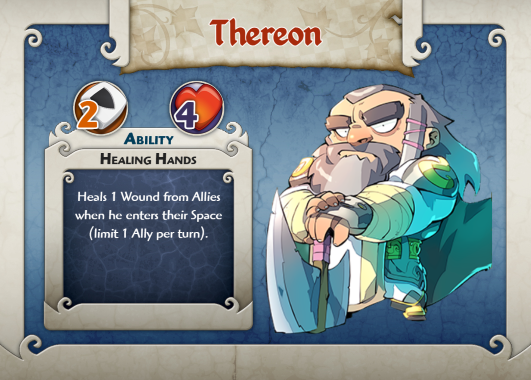 Thereon
2
4
Ability
Healing Hands
Heals 1 Wound from Allies
when he enters their Space
(limit 1 Ally per turn).